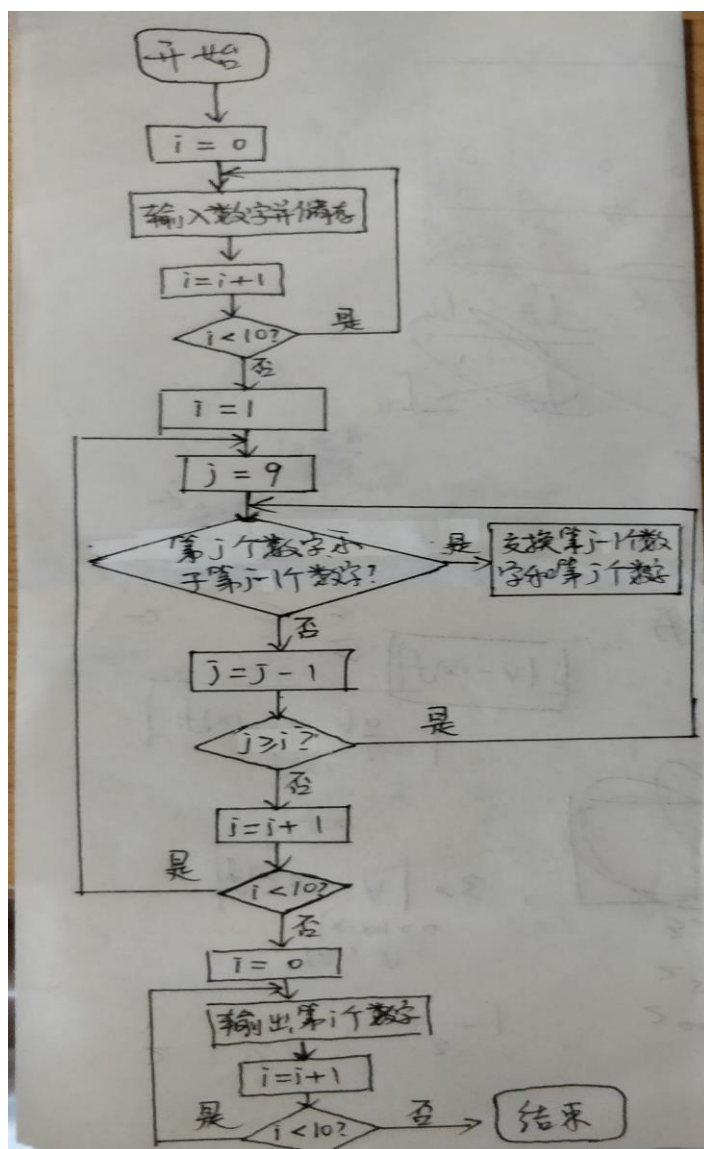 开始
i = 0
输入数字并储存
i=i+1
i<10?
是
否
i = 1
j = 9
第j个数字小
于第j-1个数字?
是
交换第j-1个数
字和第j个数字
否
j=j-1
j≥i?
是
否
i=i+1
是
i<10?
否
i= 0
输出第i个数字
i=i+1
是
i<10?
否
结束